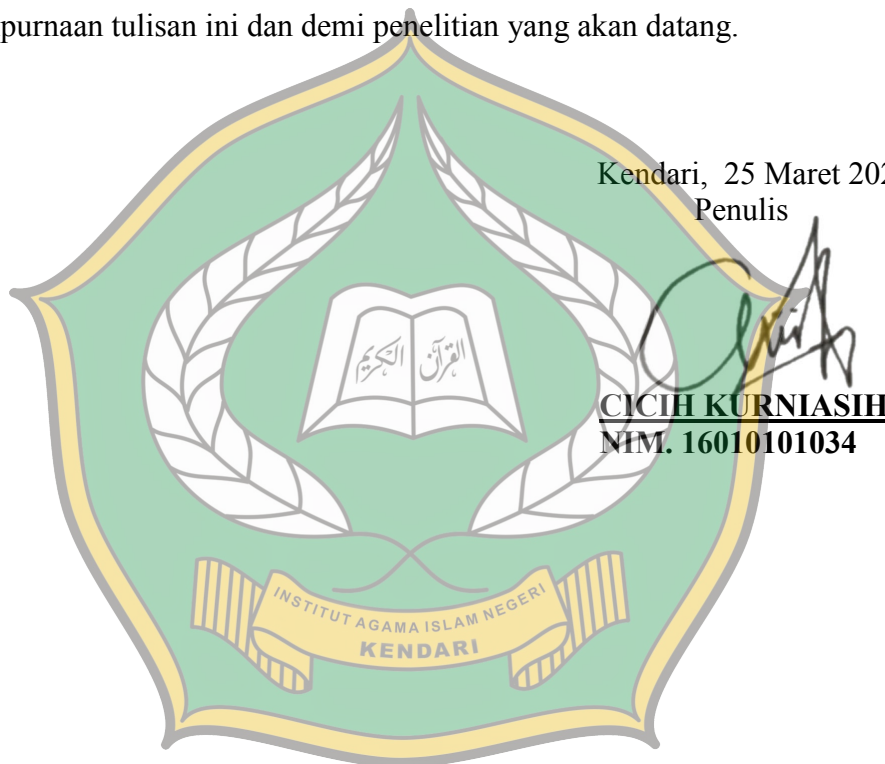 purnaan tulisan ini dan demi penelitian yang akan datang.
Kendari, 25 Maret 202
Penulis
CICIH KURNIASIH
NIM. 16010101034
القرآن الكريم
INSTITUT AGAMA ISLAM NEGERI
KENDARI